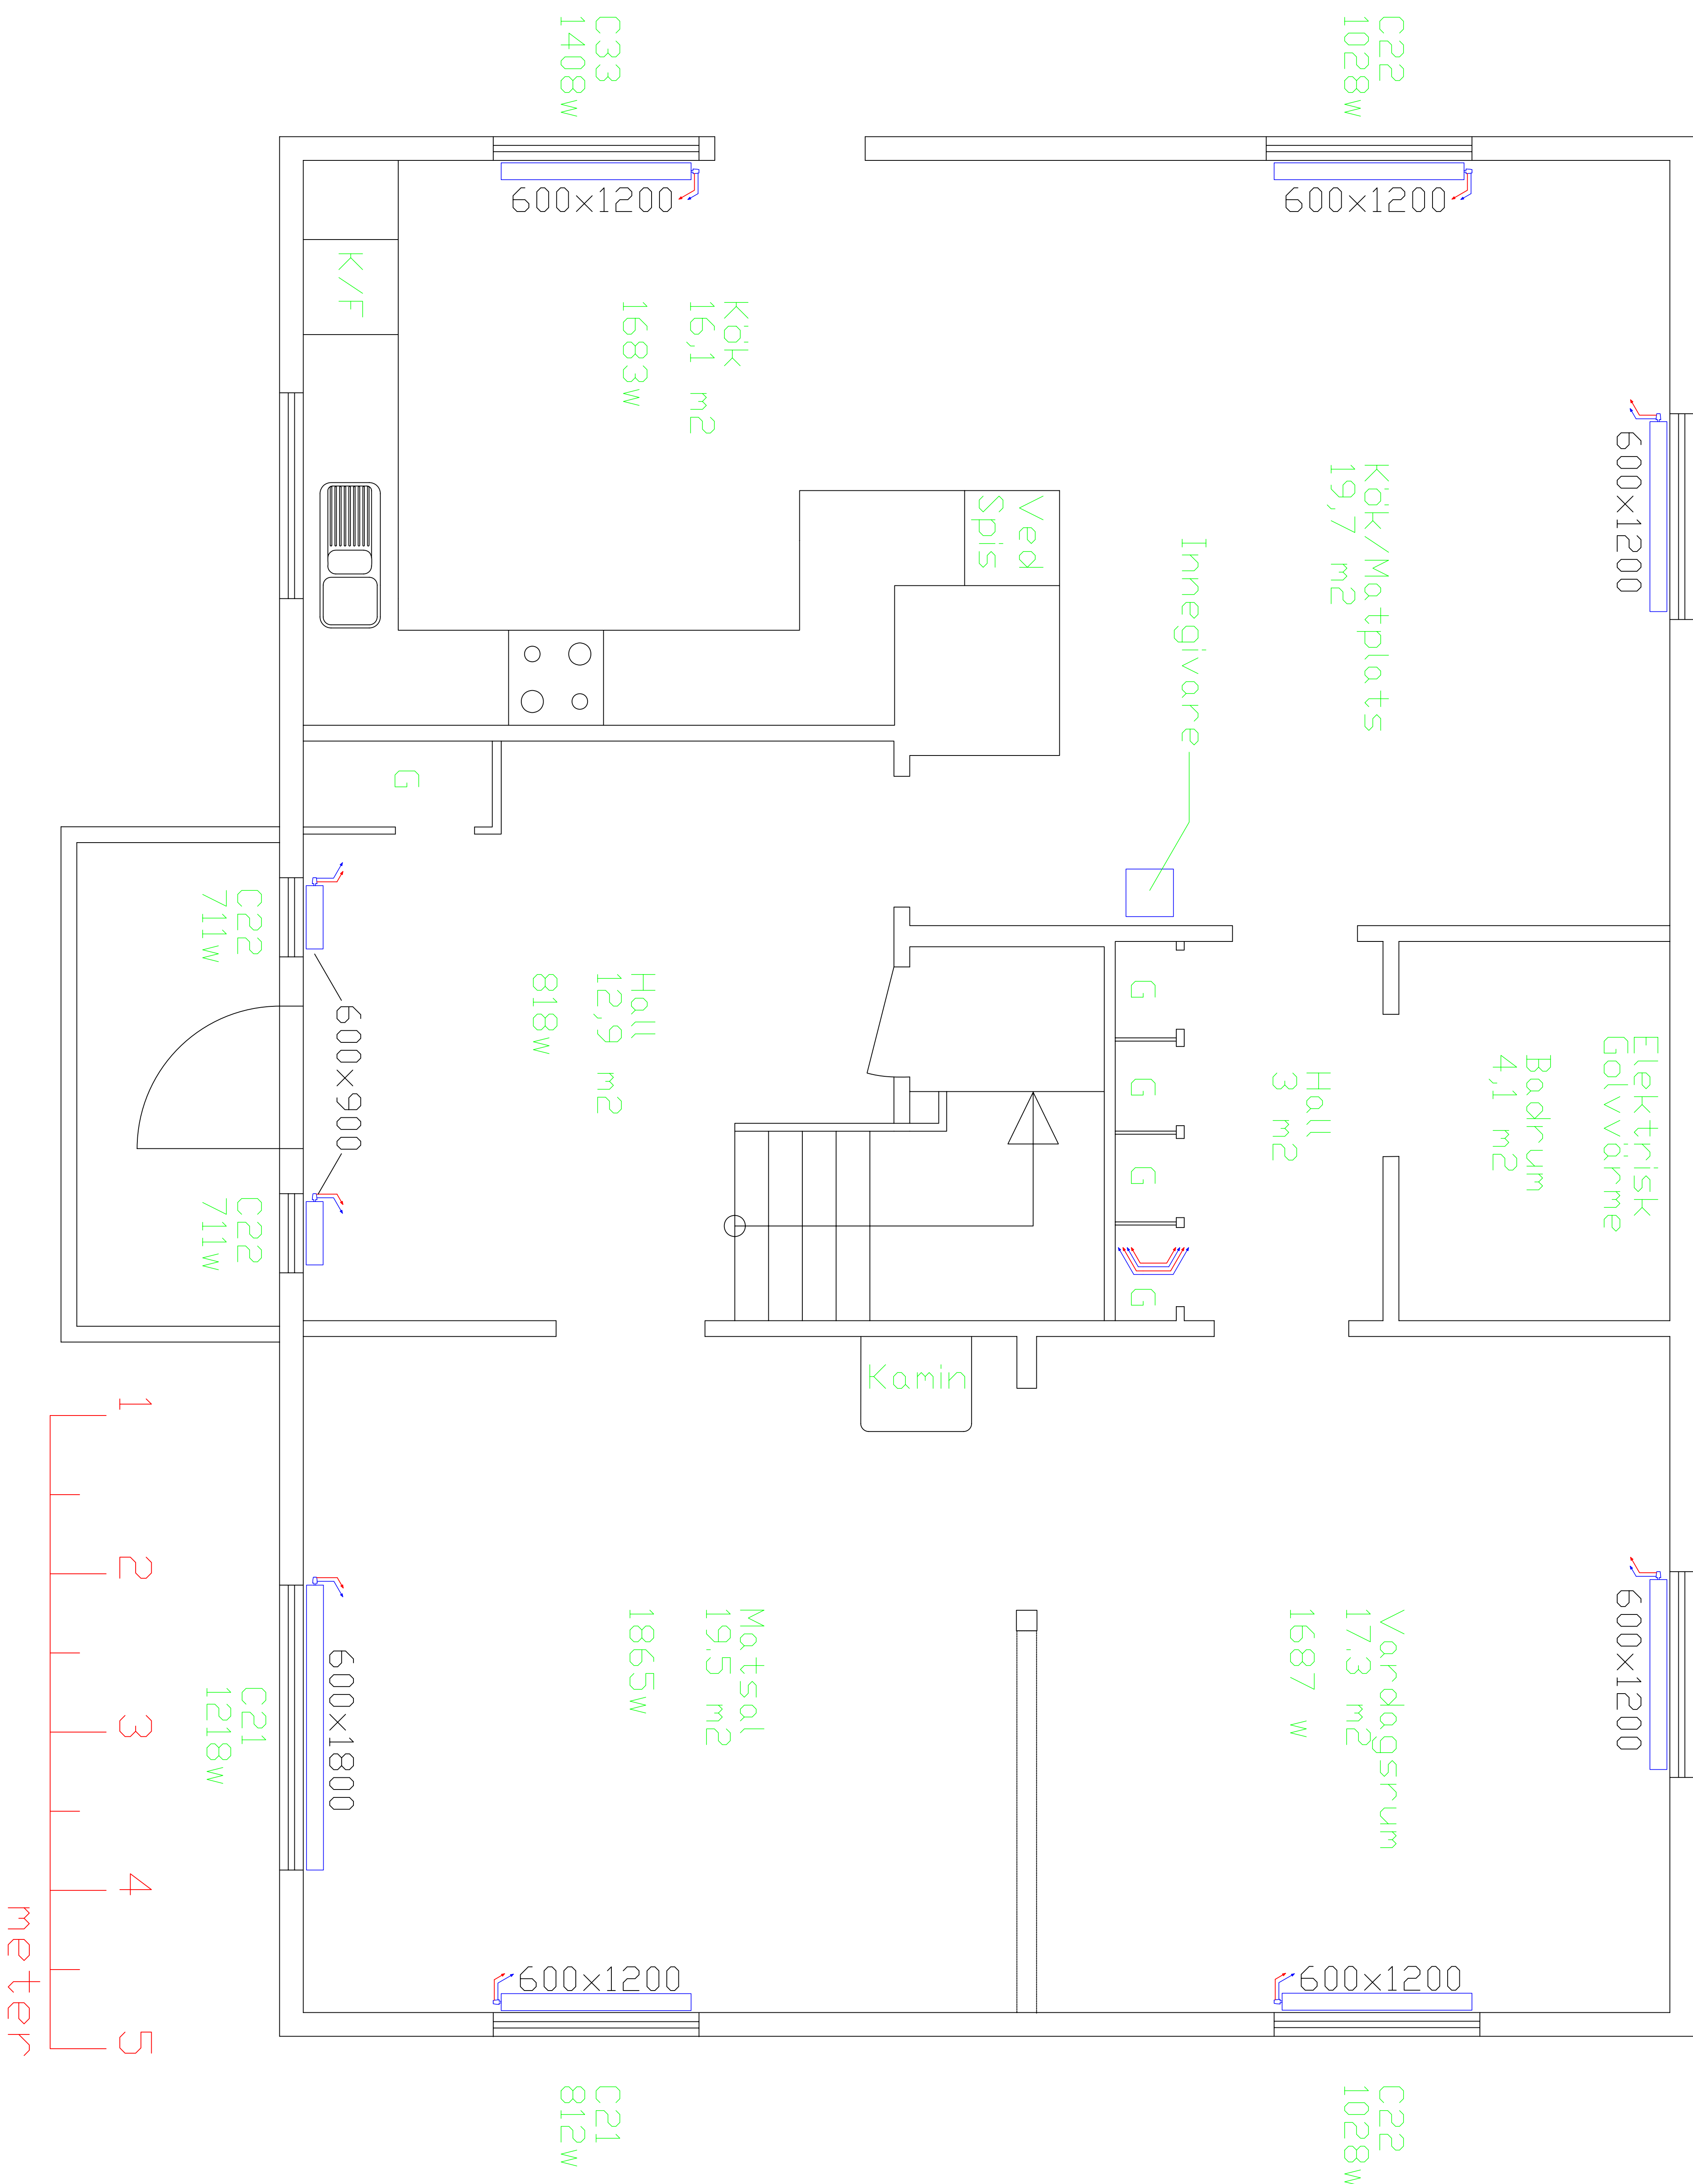 600x1200
600x1200
Elektrisk
Golvvärme
Badrum
4,1 m2
C22
1028w
600x1200
Kök/Matplats
19,7 m2
Hall
3 m2
Vardagsrum
17.3 m2
1687 w
600x1200
C22
1028w
Innegivare
G
G
G
G
Ved
Spis
Kamin
Kök
16,1 m2
1683w
Hall
12,9 m2
818w
Matsal
19.5 m2
1865w
C33
1408w
600x1200
600x1200
C21
812w
G
K/F
600x900
600x1800
C22
711w
C22
711w
C21
1218w
1
2
3
4
5
meter